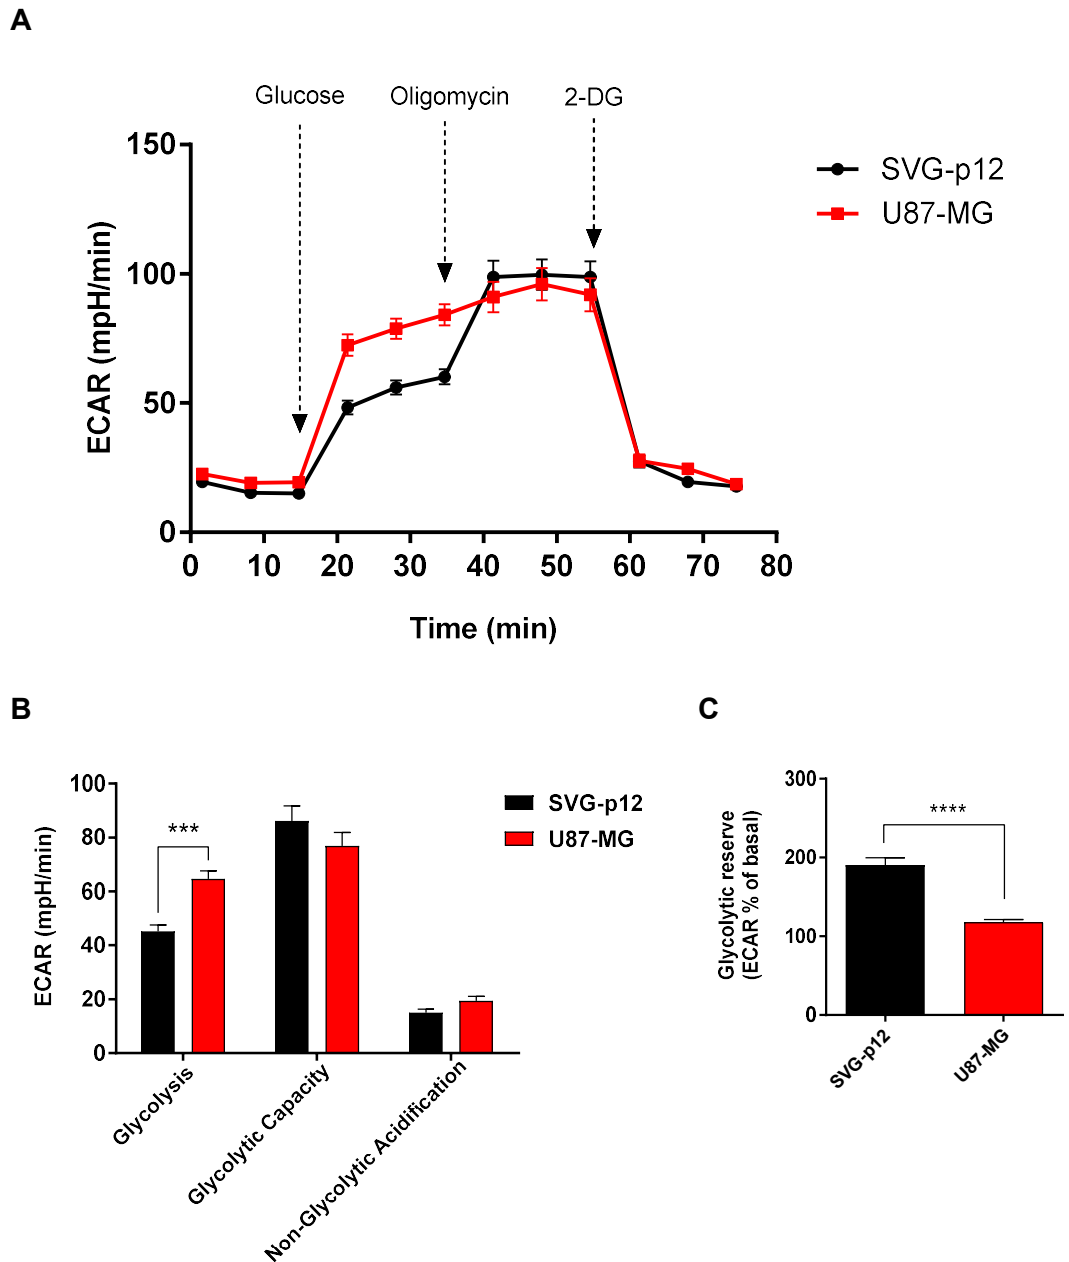 A
Glucose Oligomycin 2-DG
150
100
50
0
ECAR (mpH/min)
0 10 20 30 40 50 60 70 80
Time (min)
SVG-p12
U87-MG
B
100
80
60
40
20
0
ECAR (mpH/min)
***
SVG-p12
U87-MG
Glycolysis
Glycolytic Capacity
Non-Glycolytic Acidification
C
300
200
100
0
Glycolytic reserve
(ECAR % of basal)
****
SVG-p12
U87-MG